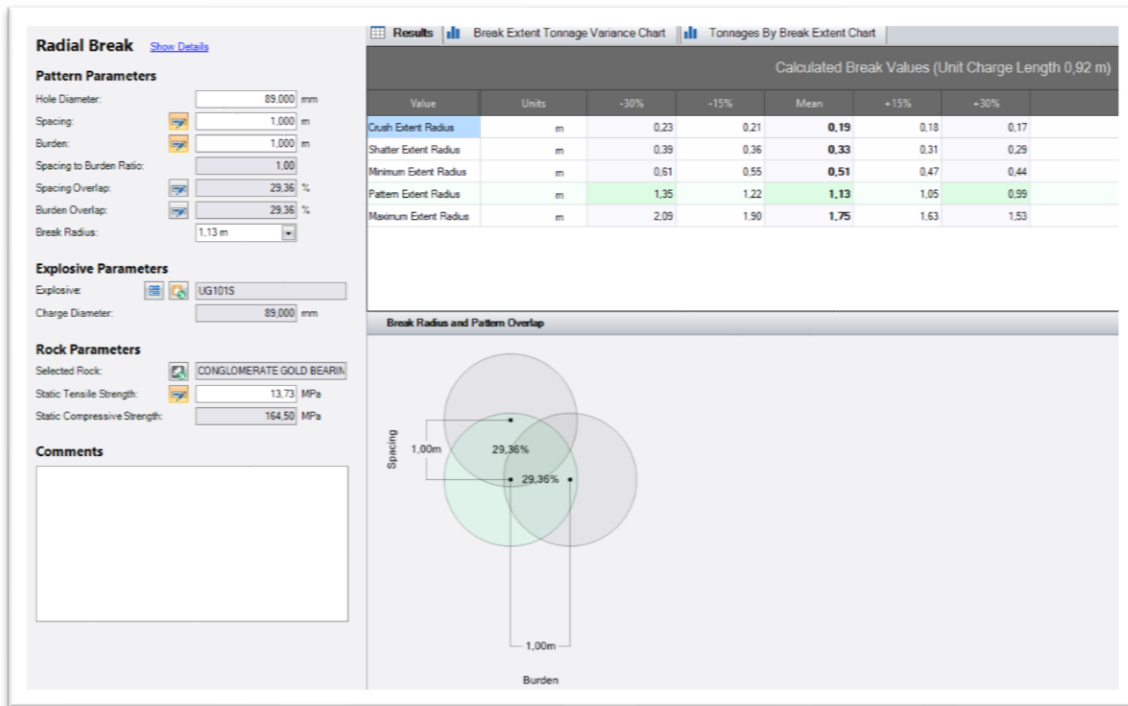 Radial Break Show Details
Pattern Parameters
Hole Diameter: 89,000 mm
Spacing: 1,000 m
Burden: 1,000 m
Spacing to Burden Ratio: 1,00
Spacing Overlap: 29,36 %
Burden Overlap: 29,36 %
Break Radius: 1,13 m
Explosive Parameters
Explosive: UG101S
Charge Diameter: 89,000 mm
Rock Parameters
Selected Rock: CONGLOMERATE GOLD BEARIN
Static Tensile Strength: 13,73 MPa
Static Compressive Strength: 164,50 MPa
Comments
Results Break Extent Tonnage Variance Chart Tonnages By Break Extent Chart
Calculated Break Values (Unit Charge Length 0,92 m)
Value Units -30% -15% Mean +15% +30%
Crush Extent Radius m 0,23 0,21 0,19 0,18 0,17
Shatter Extent Radius m 0,39 0,36 0,33 0,31 0,29
Minimum Extent Radius m 0,61 0,55 0,51 0,47 0,44
Pattern Extent Radius m 1,35 1,22 1,13 1,05 0,99
Maximum Extent Radius m 2,09 1,90 1,75 1,63 1,53
Break Radius and Pattern Overlap
Spacing
1,00m
29,36%
29,36%
1,00m
Burden